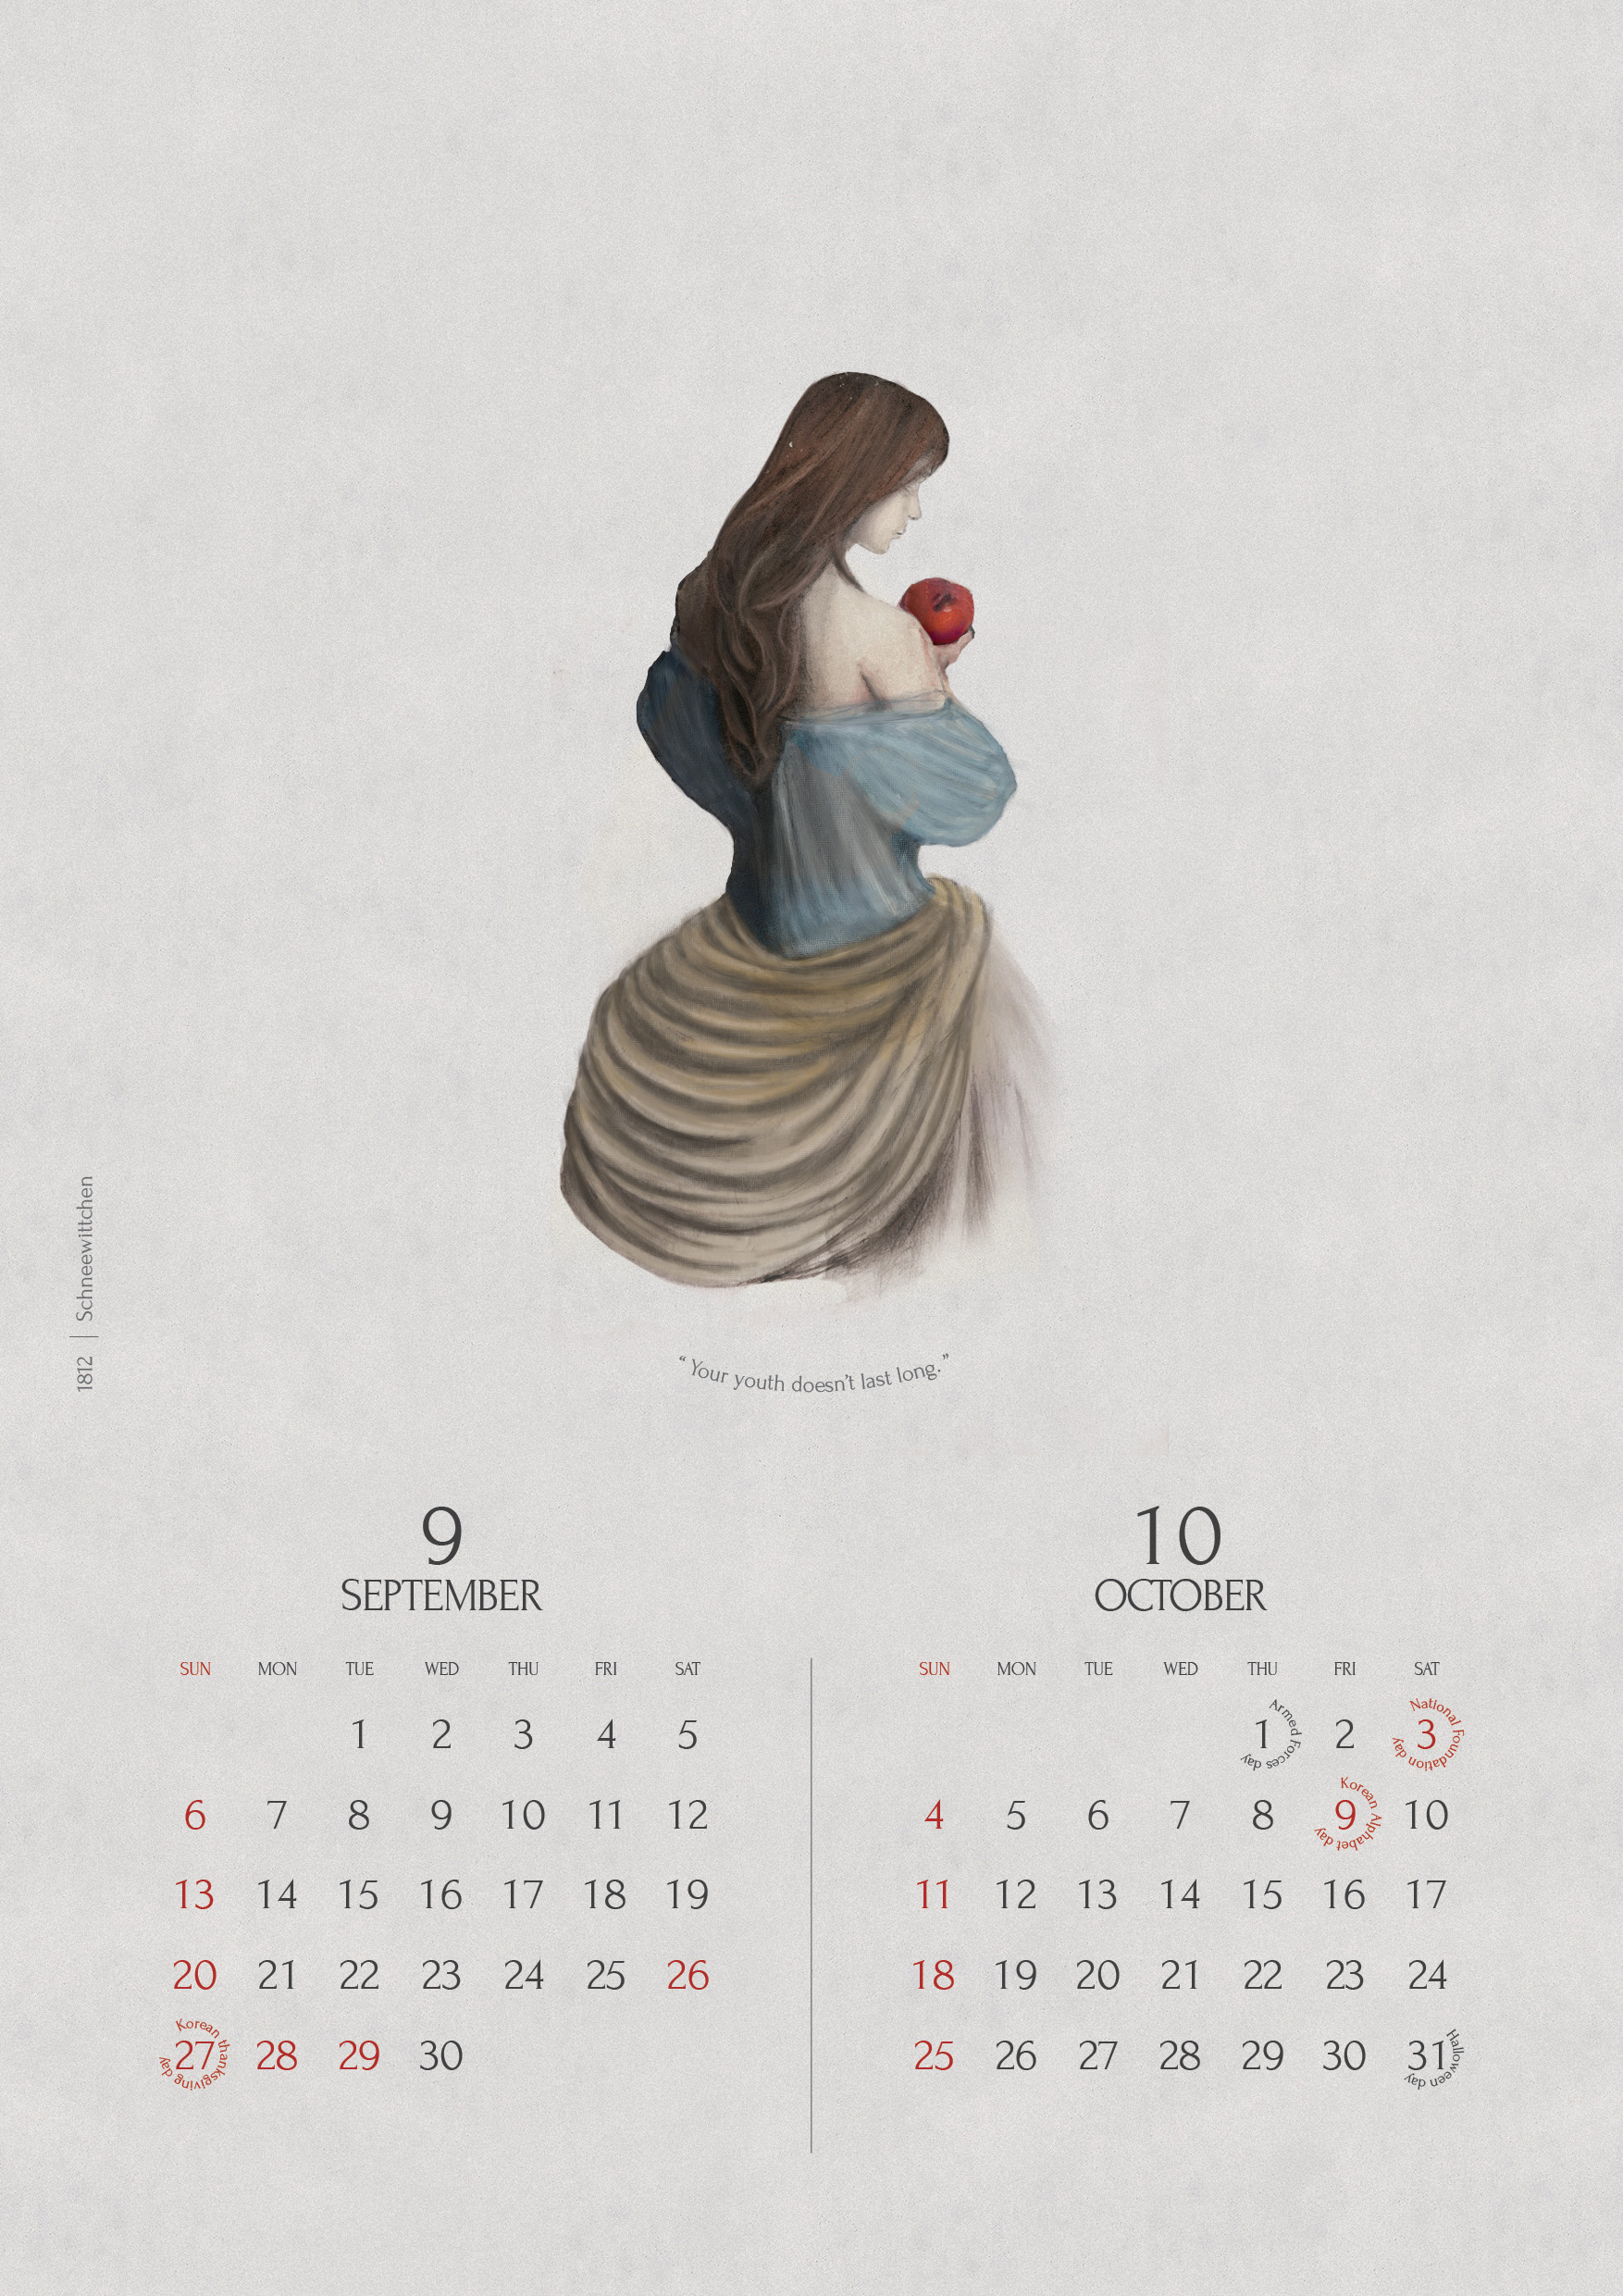 1812 | Schneewittchen
“Your youth doesn't last long.”
9
SEPTEMBER
SUN MON TUE WED THU FRI SAT
1 2 3 4 5
6 7 8 9 10 11 12
13 14 15 16 17 18 19
20 21 22 23 24 25 26
27 28 29 30
Korean thanksgiving day
10
OCTOBER
SUN MON TUE WED THU FRI SAT
1 2 3
Armed Forces day
National Foundation day
4 5 6 7 8 9 10
Korean Alphabet day
11 12 13 14 15 16 17
18 19 20 21 22 23 24
25 26 27 28 29 30 31
Halloween day